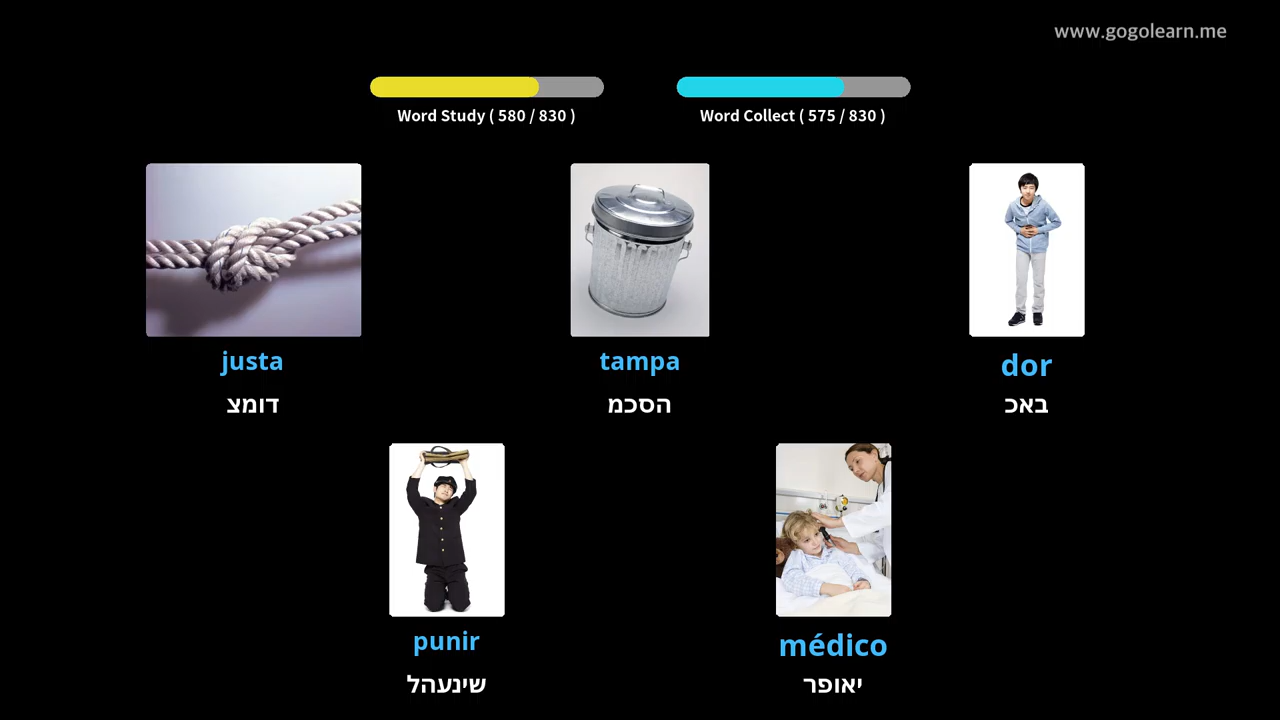 www.gogolearn.me
Word Study ( 580 / 830 )
Word Collect ( 575 / 830 )
justa
דומצ
tampa
הסכמ
dor
באכ
punir
שינעהל
médico
יאופר